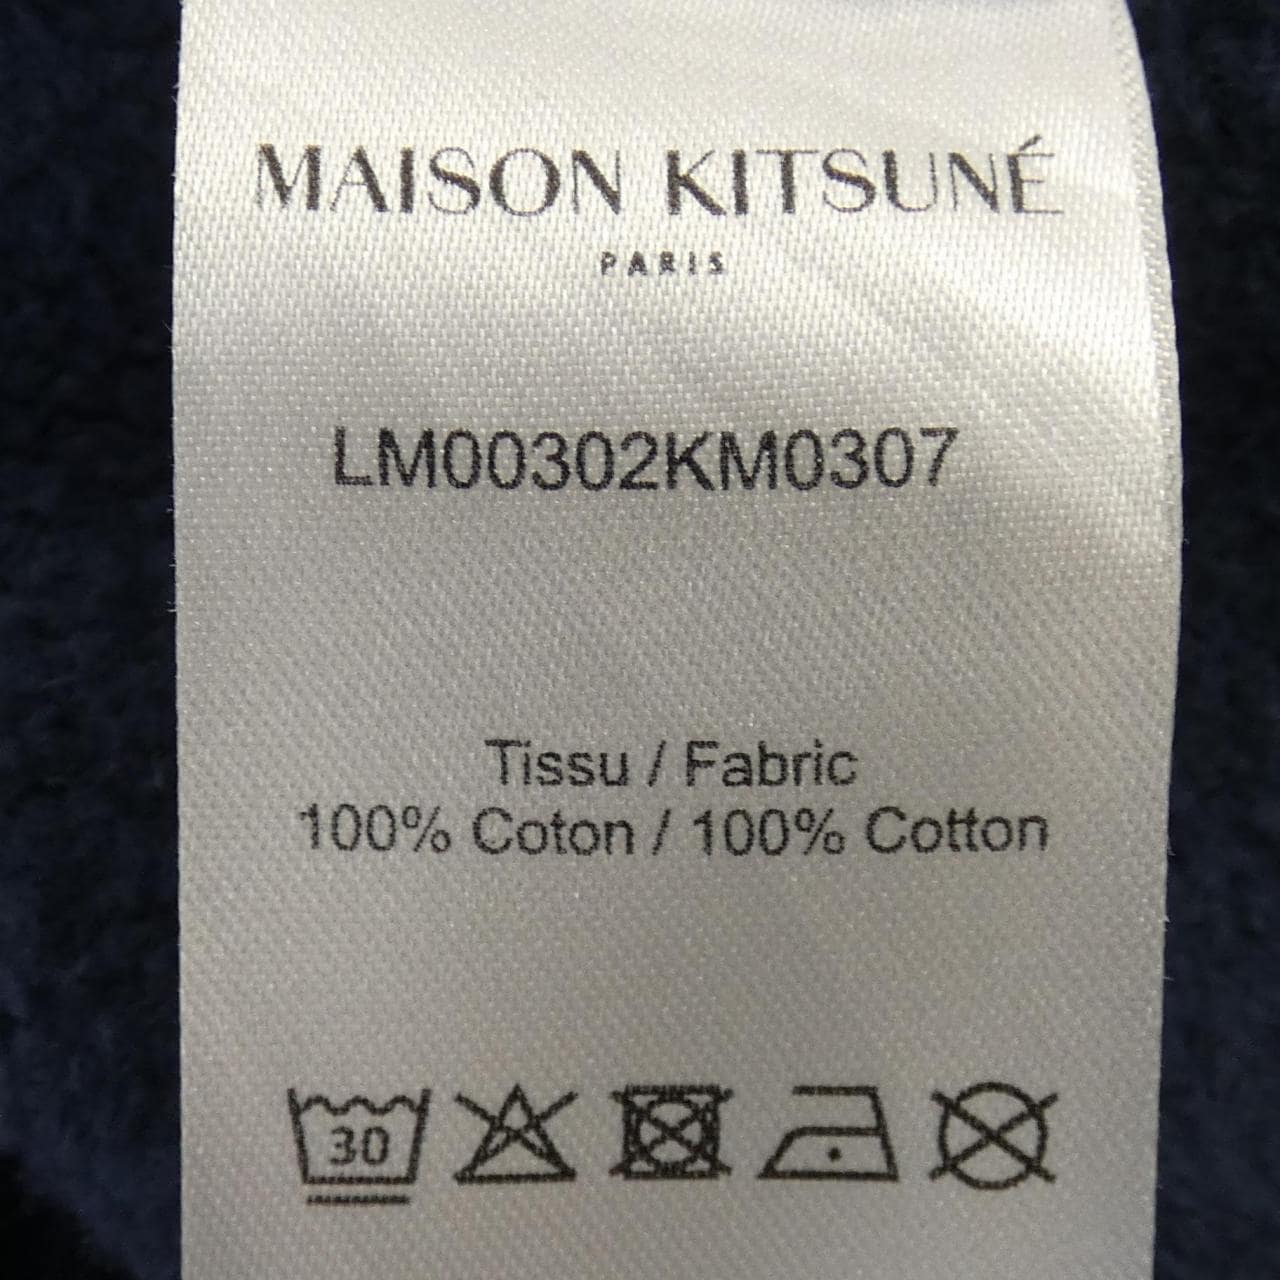 MAISON KITSUNÉ
PARIS
LM00302KM0307
Tissu / Fabric
100% Coton / 100% Cotton
30